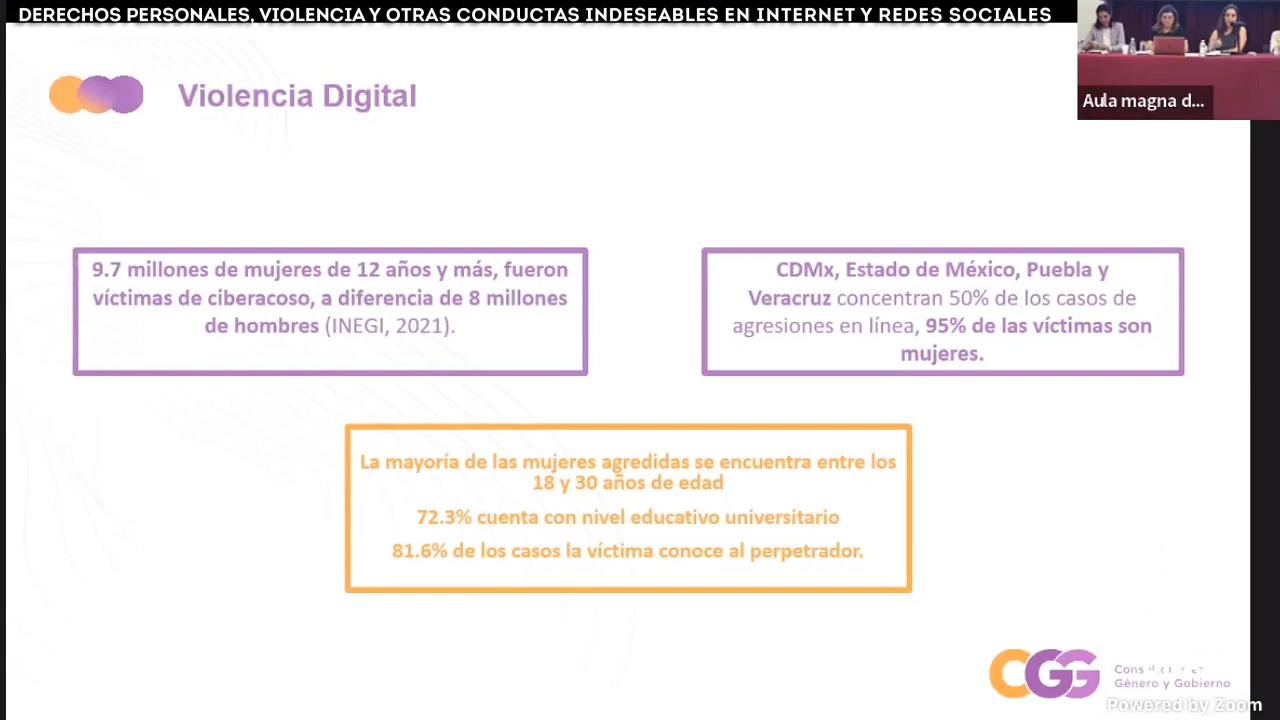 DERECHOS PERSONALES, VIOLENCIA Y OTRAS CONDUCTAS INDESEABLES EN INTERNET Y REDES SOCIALES
Aula magna d...
Violencia Digital
9.7 millones de mujeres de 12 años y más, fueron
víctimas de ciberacoso, a diferencia de 8 millones
de hombres (INEGI, 2021).
CDMx, Estado de México, Puebla y
Veracruz concentran 50% de los casos de
agresiones en línea, 95% de las víctimas son
mujeres.
La mayoría de las mujeres agredidas se encuentra entre los
18 y 30 años de edad
72.3% cuenta con nivel educativo universitario
81.6% de los casos la víctima conoce al perpetrador.
CGG
Género y Gobierno
Powered by Zoom